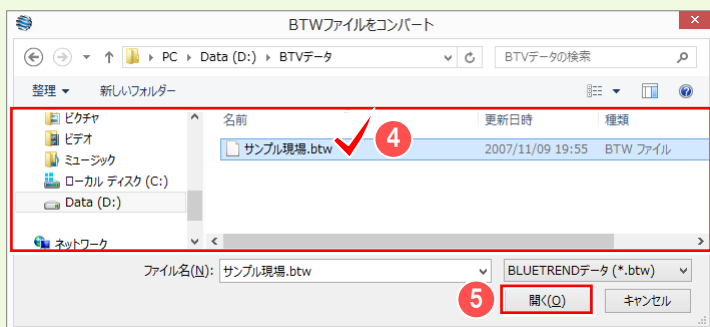 BTWファイルをコンバート
PC ▸ Data (D:) ▸ BTVデータ
BTVデータの検索
整理 ▼ 新しいフォルダー
ピクチャ
ビデオ
ミュージック
ローカル ディスク (C:)
Data (D:)
ネットワーク
名前 更新日時 種類
サンプル現場.btw 2007/11/09 19:55 BTW ファイル
4
ファイル名(N): サンプル現場.btw
BLUETRENDデータ (*.btw)
5
開く(O) キャンセル